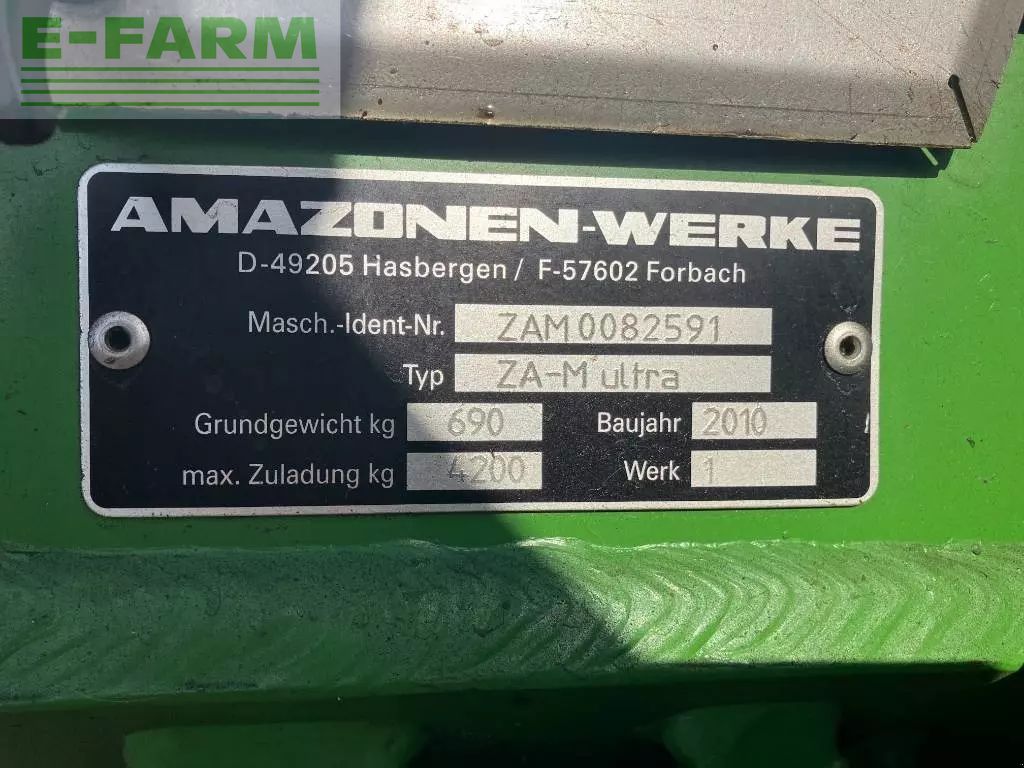 E-FARM
AMAZONEN-WERKE
D-49205 Hasbergen / F-57602 Forbach
Masch.-Ident-Nr. ZAM0082591
Typ ZA-M ultra
Grundgewicht kg 690 Baujahr 2010
max. Zuladung kg 4200 Werk 1